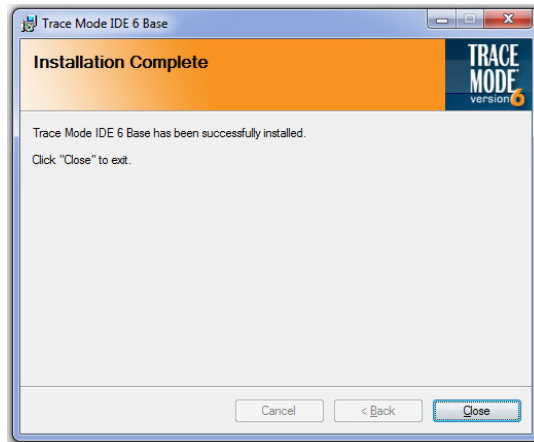 Trace Mode IDE 6 Base
Installation Complete
TRACE
MODE
version 6
Trace Mode IDE 6 Base has been successfully installed.
Click "Close" to exit.
Cancel
< Back
Close